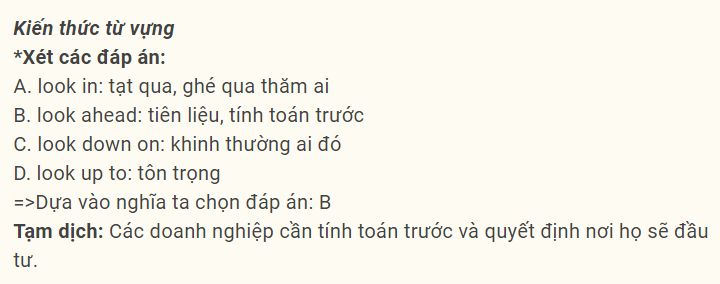 Kiến thức từ vựng
*Xét các đáp án:
A. look in: tạt qua, ghé qua thăm ai
B. look ahead: tiên liệu, tính toán trước
C. look down on: khinh thường ai đó
D. look up to: tôn trọng
=>Dựa vào nghĩa ta chọn đáp án: B
Tạm dịch: Các doanh nghiệp cần tính toán trước và quyết định nơi họ sẽ đầu
tư.